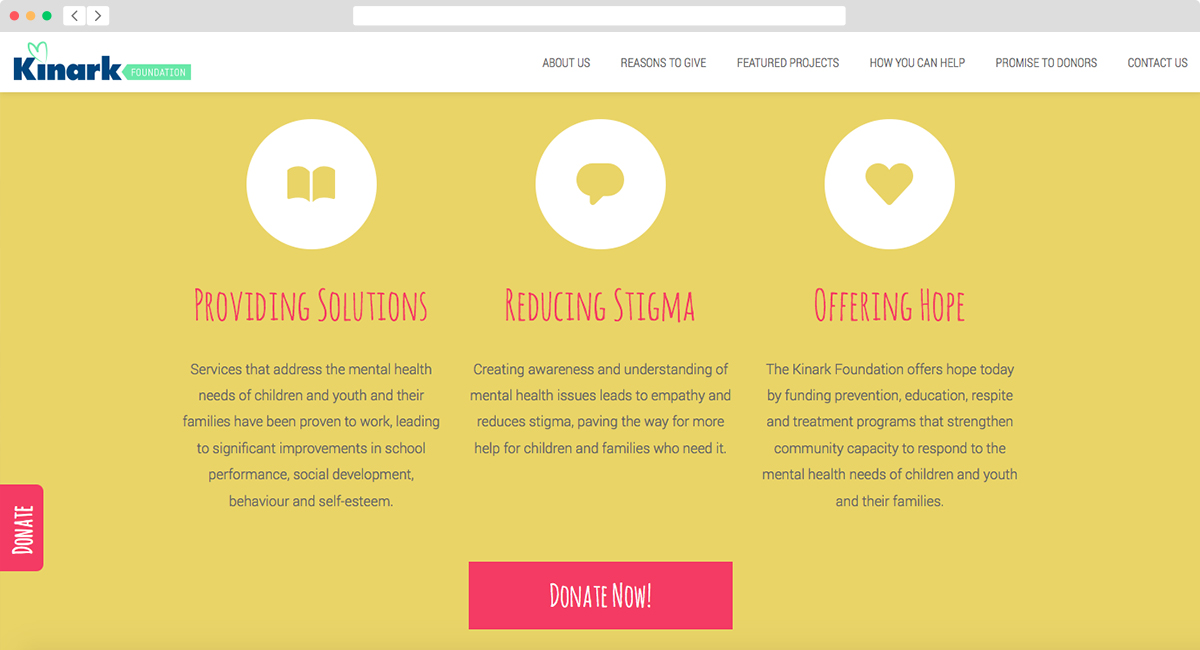 Kinark FOUNDATION
ABOUT US REASONS TO GIVE FEATURED PROJECTS HOW YOU CAN HELP PROMISE TO DONORS CONTACT US
Providing Solutions
Services that address the mental health
needs of children and youth and their
families have been proven to work, leading
to significant improvements in school
performance, social development,
behaviour and self-esteem.
Reducing Stigma
Creating awareness and understanding of
mental health issues leads to empathy and
reduces stigma, paving the way for more
help for children and families who need it.
Offering Hope
The Kinark Foundation offers hope today
by funding prevention, education, respite
and treatment programs that strengthen
community capacity to respond to the
mental health needs of children and youth
and their families.
Donate
Donate Now!